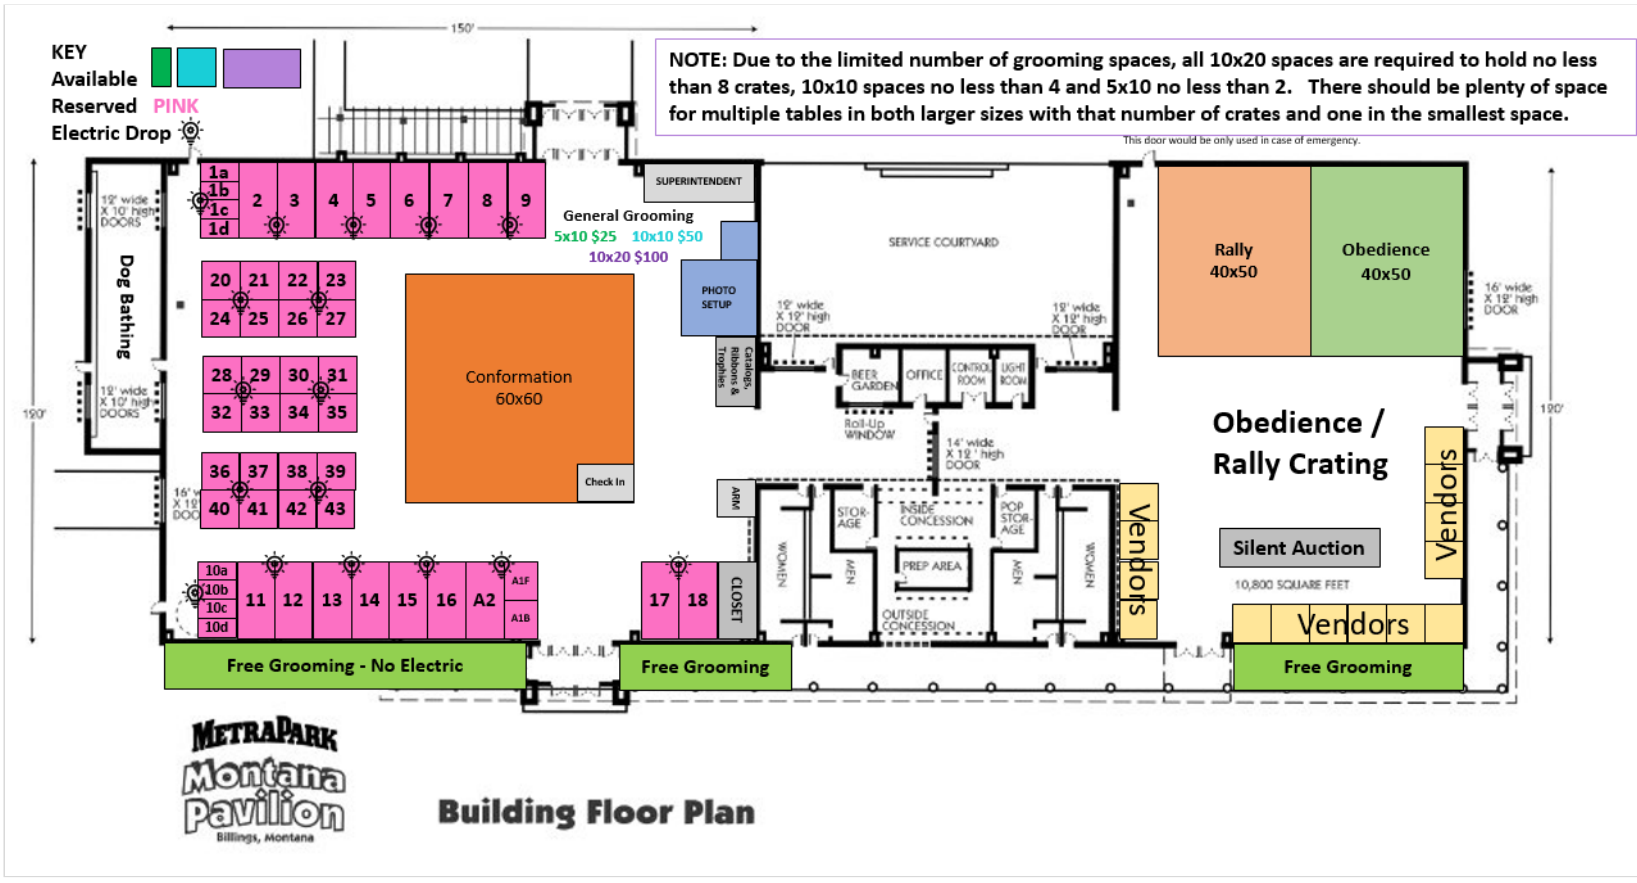 150'
KEY
Available
Reserved PINK
Electric Drop
NOTE: Due to the limited number of grooming spaces, all 10x20 spaces are required to hold no less
than 8 crates, 10x10 spaces no less than 4 and 5x10 no less than 2. There should be plenty of space
for multiple tables in both larger sizes with that number of crates and one in the smallest space.
This door would be only used in case of emergency.
1a
1b
1c
1d
2 3 4 5 6 7 8 9
SUPERINTENDENT
General Grooming
5x10 $25 10x10 $50
10x20 $100
12' wide
X 10' high
DOORS
Dog Bathing
12' wide
X 10' high
DOORS
120'
20 21 22 23
24 25 26 27
28 29 30 31
32 33 34 35
36 37 38 39
40 41 42 43
16' w
X 12'
DOO
Conformation
60x60
Check In
PHOTO
SETUP
Catalogs,
Ribbons &
Trophies
ARM
SERVICE COURTYARD
12' wide
X 12' high
DOOR
12' wide
X 12' high
DOOR
BEER
GARDEN
OFFICE
CONTROL
ROOM
LIGHT
ROOM
Roll-Up
WINDOW
14' wide
X 12' high
DOOR
Rally
40x50
Obedience
40x50
16' wide
X 12' high
DOOR
120'
Obedience /
Rally Crating
Vendors
Vendors
Silent Auction
10,800 SQUARE FEET
Vendors
WOMEN
STOR-
AGE
MEN
INSIDE
CONCESSION
PREP AREA
OUTSIDE
CONCESSION
POP
STOR-
AGE
MEN
WOMEN
10a
10b
10c
10d
11 12 13 14 15 16 A2
A1F
A1B
17 18
CLOSET
Free Grooming - No Electric
Free Grooming
Free Grooming
METRAPARK
Montana
Pavilion
Billings, Montana
Building Floor Plan